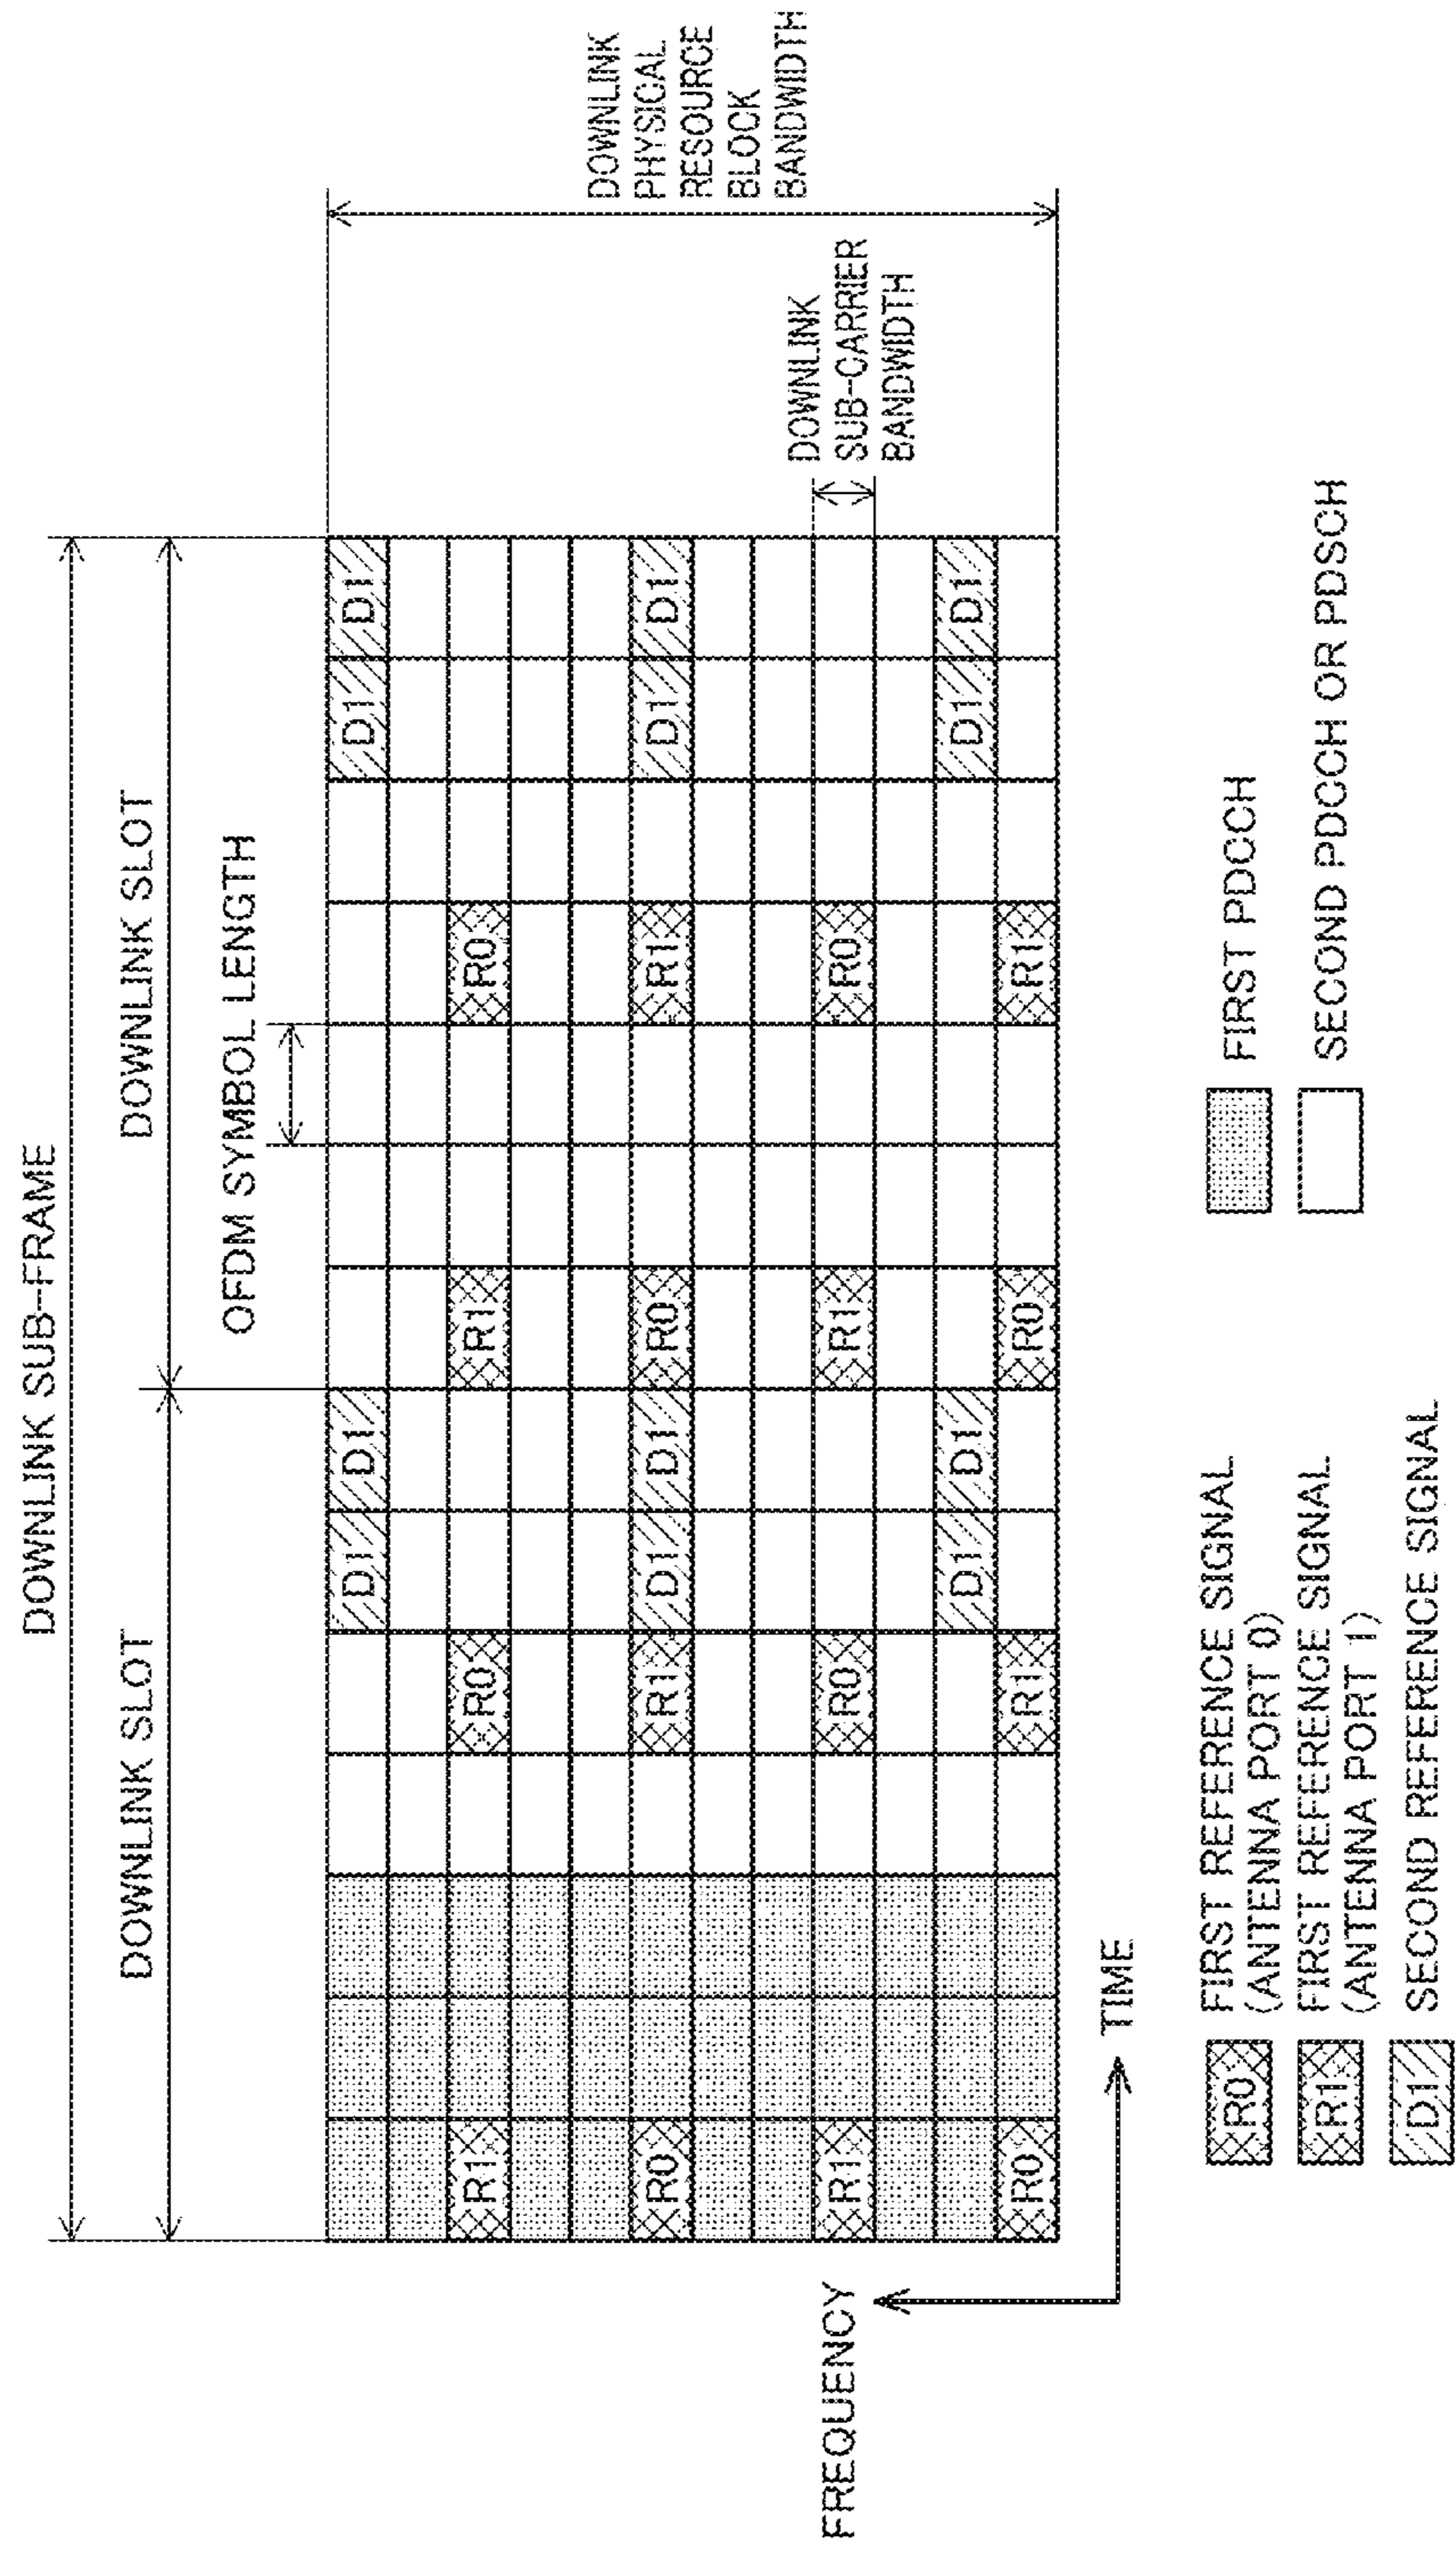 DOWNLINK SUB-FRAME
DOWNLINK SLOT
DOWNLINK SLOT
OFDM SYMBOL LENGTH
D1 D1 D1 D1
R1 R0 R1 R0
R0 R1 D1 D1 R0 R1 D1 D1
R1 R0 R1 R0
D1 D1 D1 D1
R0 R1 R0 R1
DOWNLINK
PHYSICAL
RESOURCE
BLOCK
BANDWIDTH
DOWNLINK
SUB-CARRIER
BANDWIDTH
FREQUENCY
TIME
R0 FIRST REFERENCE SIGNAL
(ANTENNA PORT 0)
R1 FIRST REFERENCE SIGNAL
(ANTENNA PORT 1)
D1 SECOND REFERENCE SIGNAL
FIRST PDCCH
SECOND PDCCH OR PDSCH